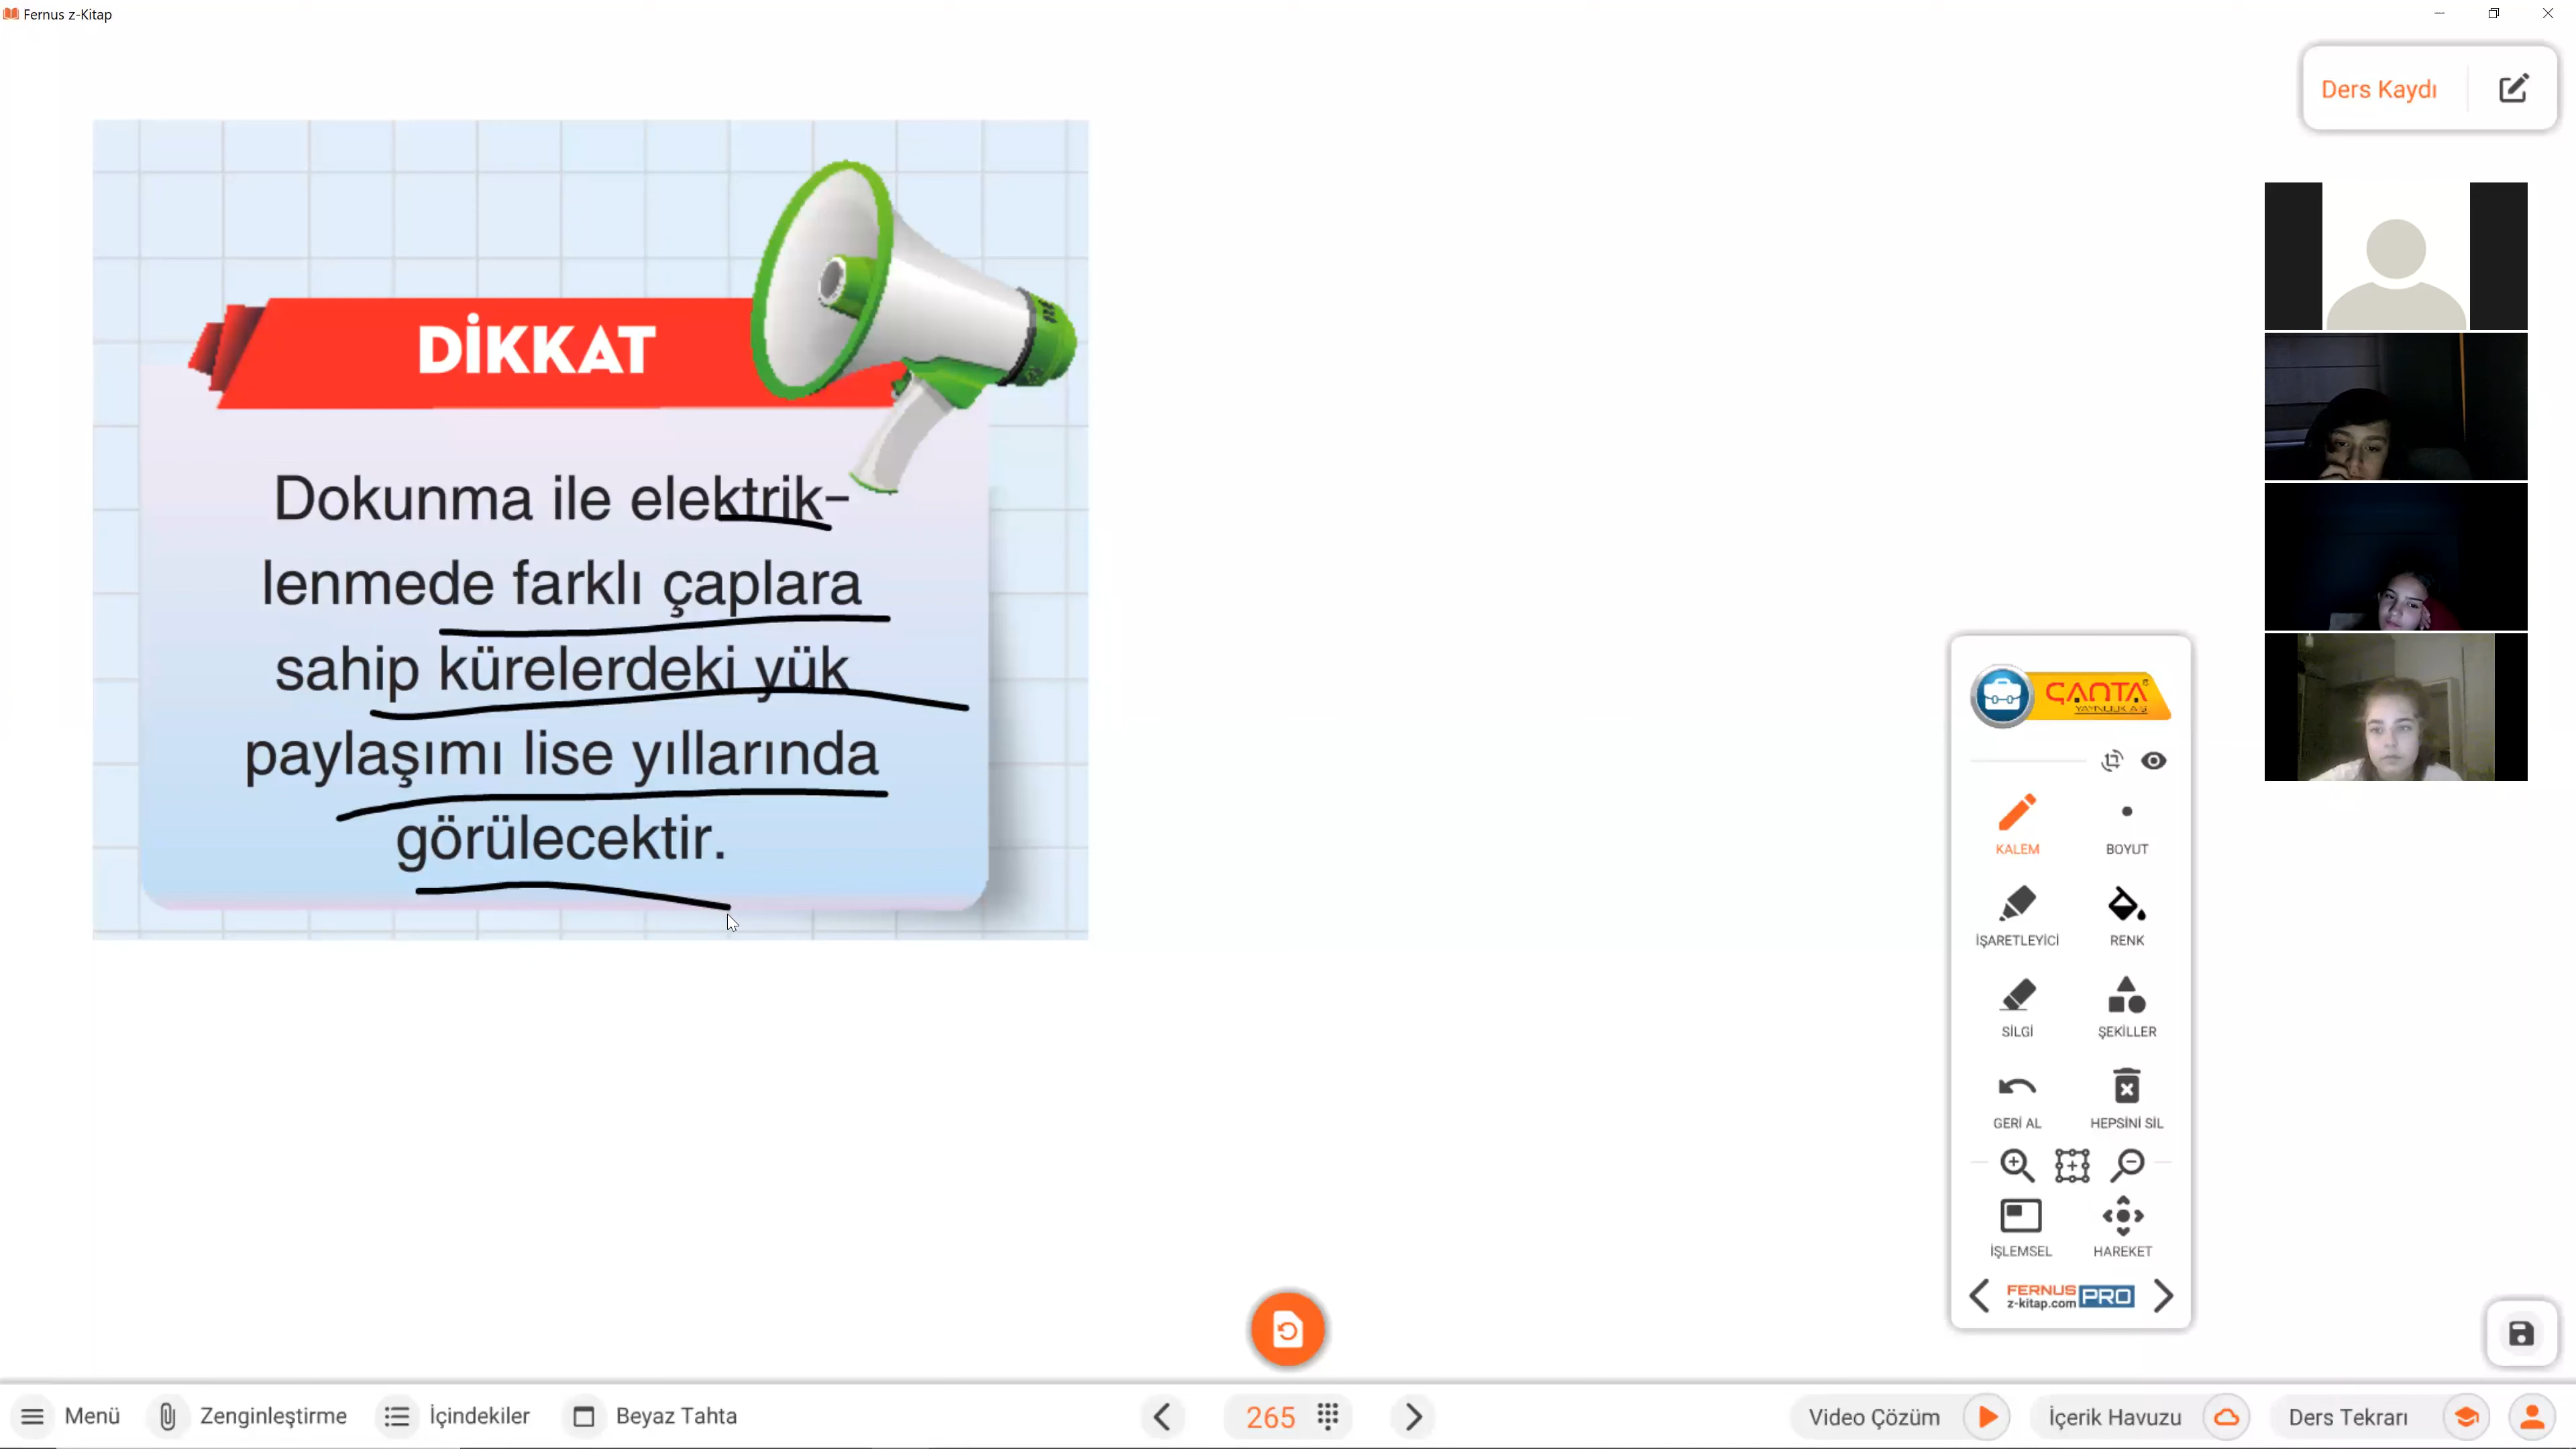 Fernus z-Kitap
Ders Kaydı
DİKKAT
Dokunma ile elektrik-
lenmede farklı çaplara
sahip kürelerdeki yük
paylaşımı lise yıllarında
görülecektir.
ÇANTA
YAYINCILIK A.Ş.
KALEM BOYUT
İŞARETLEYİCİ RENK
SİLGİ ŞEKİLLER
GERİ AL HEPSİNİ SİL
İŞLEMSEL HAREKET
FERNUS PRO
z-kitap.com
Menü Zenginleştirme İçindekiler Beyaz Tahta 265 Video Çözüm İçerik Havuzu Ders Tekrarı